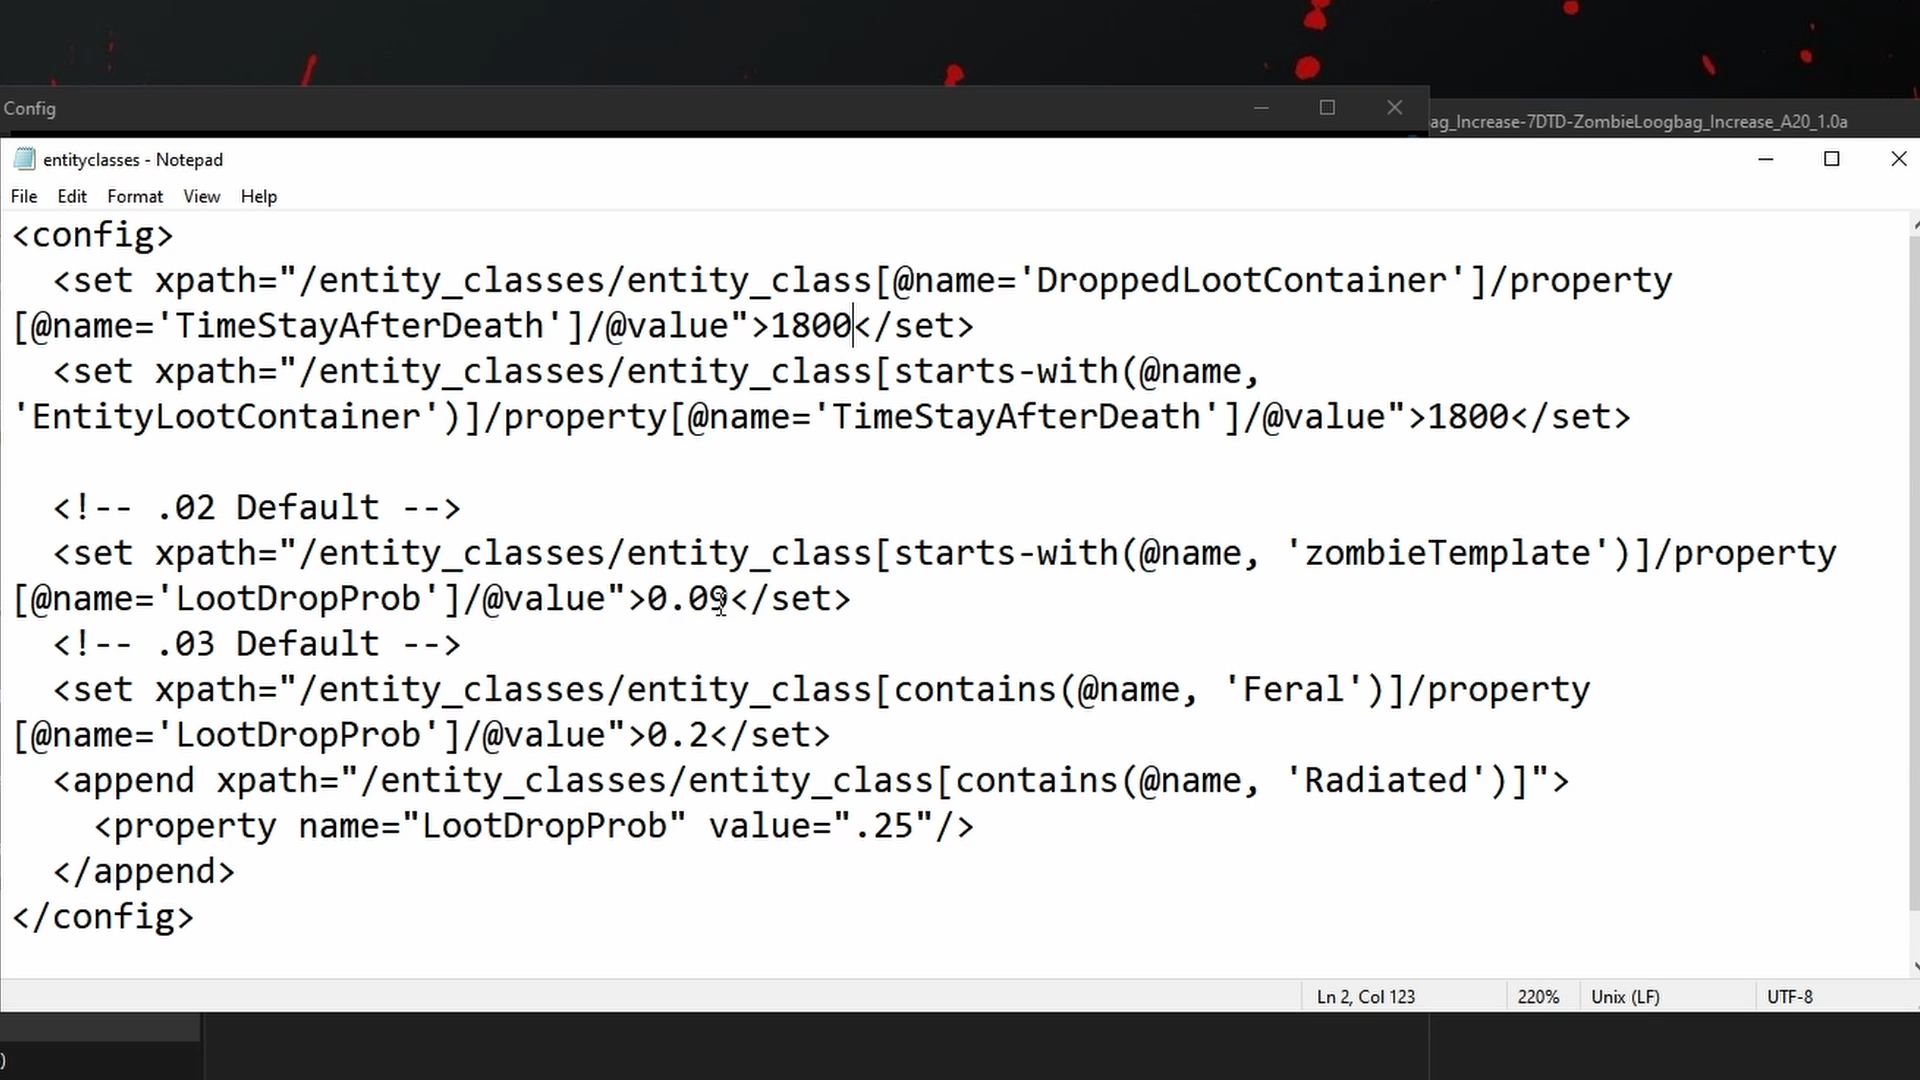 Config
ag_Increase-7DTD-ZombieLoogbag_Increase_A20_1.0a
entityclasses - Notepad
File Edit Format View Help
<config>
  <set xpath="/entity_classes/entity_class[@name='DroppedLootContainer']/property
[@name='TimeStayAfterDeath']/@value">1800</set>
  <set xpath="/entity_classes/entity_class[starts-with(@name,
'EntityLootContainer')]/property[@name='TimeStayAfterDeath']/@value">1800</set>
  <!-- .02 Default -->
  <set xpath="/entity_classes/entity_class[starts-with(@name, 'zombieTemplate')]/property
[@name='LootDropProb']/@value">0.09</set>
  <!-- .03 Default -->
  <set xpath="/entity_classes/entity_class[contains(@name, 'Feral')]/property
[@name='LootDropProb']/@value">0.2</set>
  <append xpath="/entity_classes/entity_class[contains(@name, 'Radiated')]">
    <property name="LootDropProb" value=".25"/>
  </append>
</config>
Ln 2, Col 123 220% Unix (LF) UTF-8
)